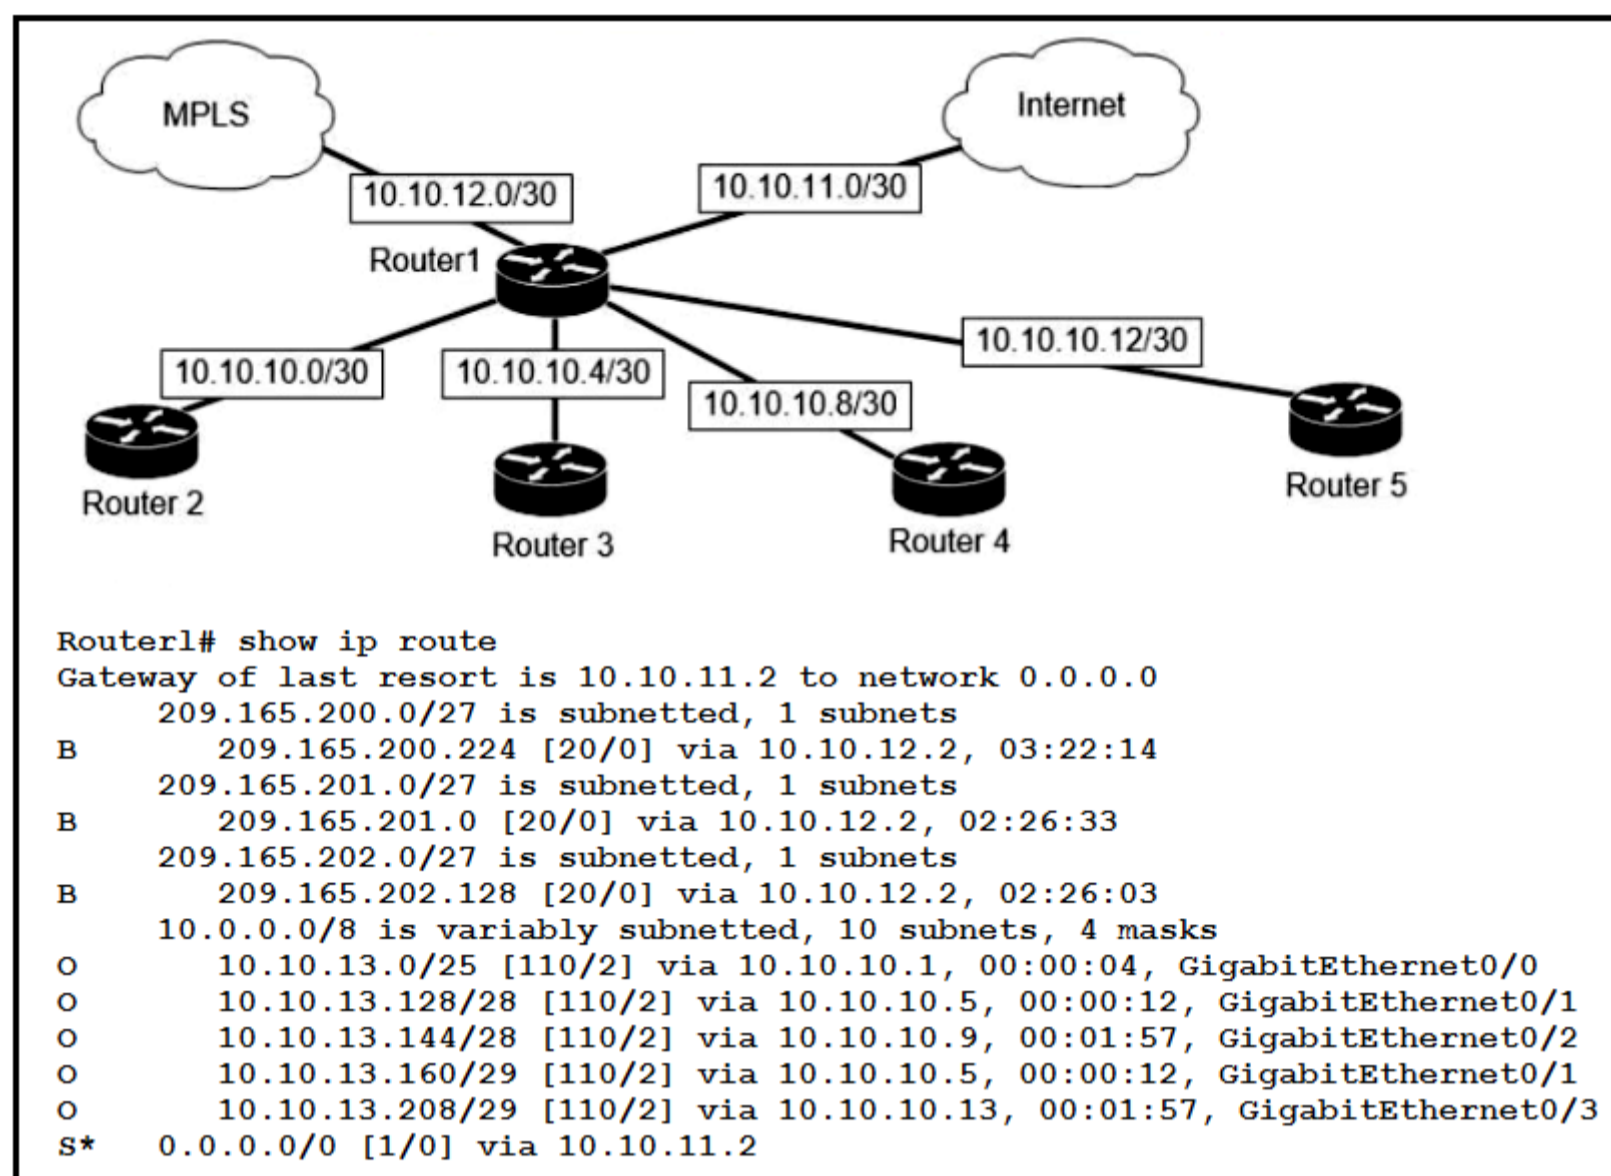 MPLS
Internet
10.10.12.0/30
10.10.11.0/30
Router1
10.10.10.12/30
10.10.10.0/30
10.10.10.4/30
10.10.10.8/30
Router 2
Router 3
Router 4
Router 5
Router1# show ip route
Gateway of last resort is 10.10.11.2 to network 0.0.0.0
209.165.200.0/27 is subnetted, 1 subnets
B 209.165.200.224 [20/0] via 10.10.12.2, 03:22:14
209.165.201.0/27 is subnetted, 1 subnets
B 209.165.201.0 [20/0] via 10.10.12.2, 02:26:33
209.165.202.0/27 is subnetted, 1 subnets
B 209.165.202.128 [20/0] via 10.10.12.2, 02:26:03
10.0.0.0/8 is variably subnetted, 10 subnets, 4 masks
O 10.10.13.0/25 [110/2] via 10.10.10.1, 00:00:04, GigabitEthernet0/0
O 10.10.13.128/28 [110/2] via 10.10.10.5, 00:00:12, GigabitEthernet0/1
O 10.10.13.144/28 [110/2] via 10.10.10.9, 00:01:57, GigabitEthernet0/2
O 10.10.13.160/29 [110/2] via 10.10.10.5, 00:00:12, GigabitEthernet0/1
O 10.10.13.208/29 [110/2] via 10.10.10.13, 00:01:57, GigabitEthernet0/3
S* 0.0.0.0/0 [1/0] via 10.10.11.2